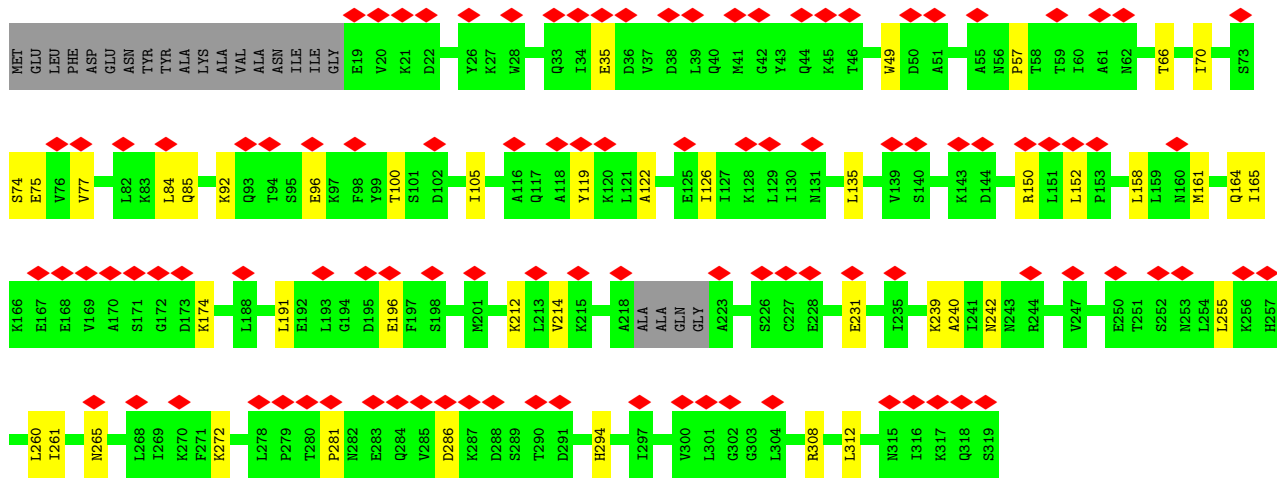 MET GLU LEU PHE ASP GLU ASN TYR TYR ALA LYS ALA VAL ALA ASN ILE ILE GLY E19 V20 K21 D22 Y26 K27 W28 Q33 I34 E35 D36 V37 D38 L39 Q40 M41 G42 Y43 Q44 K45 T46 W49 D50 A51 A55 N56 P57 T58 T59 I60 A61 N62 T66 I70 S73
S74 E75 V76 V77 L82 K83 L84 Q85 K92 Q93 T94 S95 E96 K97 F98 Y99 T100 S101 D102 I105 A116 Q117 A118 Y119 K120 L121 A122 E125 I126 I127 K128 L129 I130 N131 L135 V139 S140 K143 D144 R150 L151 L152 P153 L158 L159 N160 M161 Q164 I165
K166 E167 E168 V169 A170 S171 G172 D173 K174 L188 L191 E192 L193 G194 D195 E196 F197 S198 M201 K212 L213 V214 K215 A218 ALA ALA GLN GLY A223 S226 C227 E228 E231 I235 K239 A240 I241 N242 N243 R244 V247 E250 T251 S252 N253 L254 L255 K256 H257
L260 I261 N265 L268 I269 K270 F271 K272 L278 P279 T280 P281 N282 E283 Q284 V285 D286 K287 D288 S289 T290 D291 H294 I297 V300 L301 G302 G303 L304 R308 L312 N315 I316 K317 Q318 S319